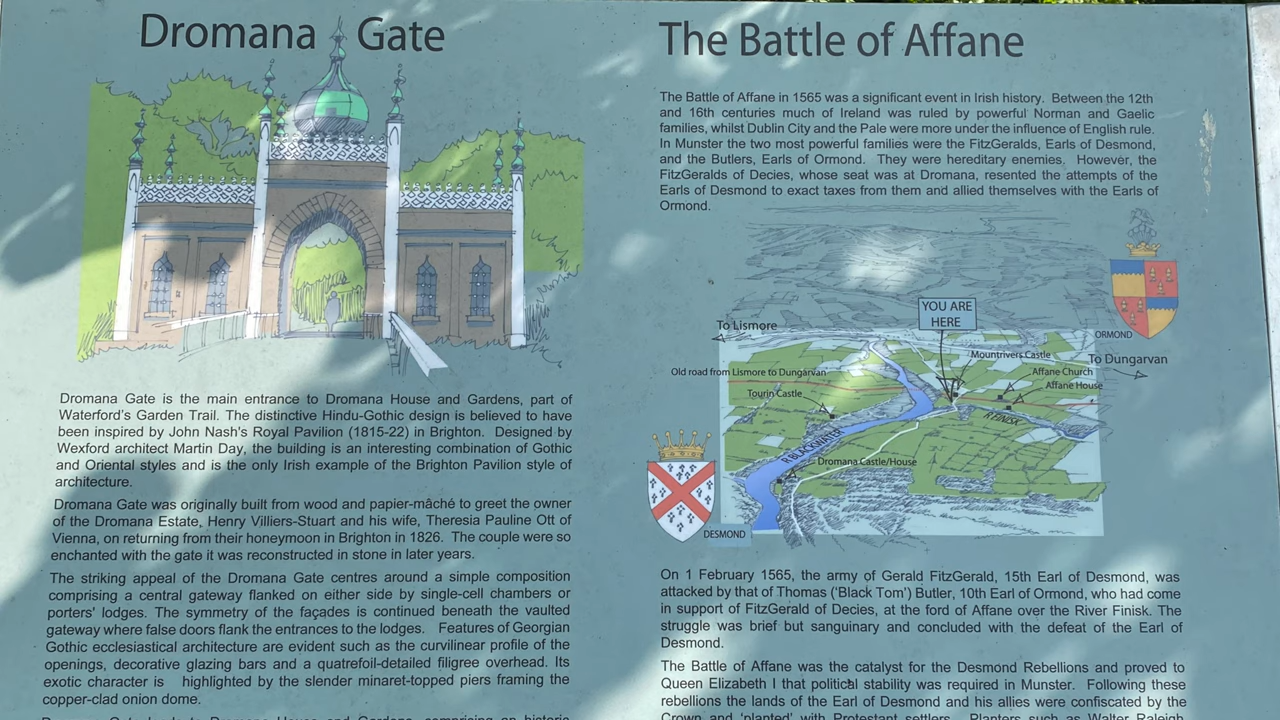 Dromana Gate
Dromana Gate is the main entrance to Dromana House and Gardens, part of
Waterford's Garden Trail. The distinctive Hindu-Gothic design is believed to have
been inspired by John Nash's Royal Pavilion (1815-22) in Brighton. Designed by
Wexford architect Martin Day, the building is an interesting combination of Gothic
and Oriental styles and is the only Irish example of the Brighton Pavilion style of
architecture.
Dromana Gate was originally built from wood and papier-mâché to greet the owner
of the Dromana Estate, Henry Villiers-Stuart and his wife, Theresia Pauline Ott of
Vienna, on returning from their honeymoon in Brighton in 1826. The couple were so
enchanted with the gate it was reconstructed in stone in later years.
The striking appeal of the Dromana Gate centres around a simple composition
comprising a central gateway flanked on either side by single-cell chambers or
porters' lodges. The symmetry of the façades is continued beneath the vaulted
gateway where false doors flank the entrances to the lodges. Features of Georgian
Gothic ecclesiastical architecture are evident such as the curvilinear profile of the
openings, decorative glazing bars and a quatrefoil-detailed filigree overhead. Its
exotic character is highlighted by the slender minaret-topped piers framing the
copper-clad onion dome.
The Battle of Affane
The Battle of Affane in 1565 was a significant event in Irish history. Between the 12th
and 16th centuries much of Ireland was ruled by powerful Norman and Gaelic
families, whilst Dublin City and the Pale were more under the influence of English rule.
In Munster the two most powerful families were the FitzGeralds, Earls of Desmond,
and the Butlers, Earls of Ormond. They were hereditary enemies. However, the
FitzGeralds of Decies, whose seat was at Dromana, resented the attempts of the
Earls of Desmond to exact taxes from them and allied themselves with the Earls of
Ormond.
YOU ARE
HERE
To Lismore
ORMOND
Mountrivers Castle
To Dungarvan
Old road from Lismore to Dungarvan
Affane Church
Affane House
Tourin Castle
R FINISK
R BLACKWATER
Dromana Castle/House
DESMOND
On 1 February 1565, the army of Gerald FitzGerald, 15th Earl of Desmond, was
attacked by that of Thomas ('Black Tom') Butler, 10th Earl of Ormond, who had come
in support of FitzGerald of Decies, at the ford of Affane over the River Finisk. The
struggle was brief but sanguinary and concluded with the defeat of the Earl of
Desmond.
The Battle of Affane was the catalyst for the Desmond Rebellions and proved to
Queen Elizabeth I that political stability was required in Munster. Following these
rebellions the lands of the Earl of Desmond and his allies were confiscated by the
Crown and 'planted' with Protestant settlers. Planters such as Walter Raleigh